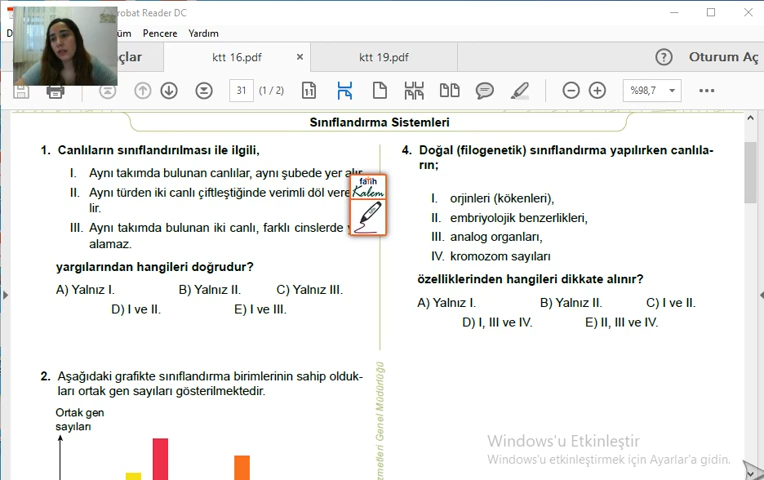 robat Reader DC
üm Pencere Yardım
çlar ktt 16.pdf × ktt 19.pdf Oturum Aç
31 (1 / 2) %98,7
Sınıflandırma Sistemleri
1. Canlıların sınıflandırılması ile ilgili,
I. Aynı takımda bulunan canlılar, aynı şubede yer alır.
II. Aynı türden iki canlı çiftleştiğinde verimli döl vere
lir.
III. Aynı takımda bulunan iki canlı, farklı cinslerde
alamaz.
yargılarından hangileri doğrudur?
A) Yalnız I. B) Yalnız II. C) Yalnız III.
D) I ve II. E) I ve III.
2. Aşağıdaki grafikte sınıflandırma birimlerinin sahip olduk-
ları ortak gen sayıları gösterilmektedir.
Ortak gen
sayıları
fatih
Kalem
zmetleri Genel Müdürlüğü
4. Doğal (filogenetik) sınıflandırma yapılırken canlıla-
rın;
I. orjinleri (kökenleri),
II. embriyolojik benzerlikleri,
III. analog organları,
IV. kromozom sayıları
özelliklerinden hangileri dikkate alınır?
A) Yalnız I. B) Yalnız II. C) I ve II.
D) I, III ve IV. E) II, III ve IV.
Windows'u Etkinleştir
Windows'u etkinleştirmek için Ayarlar'a gidin.